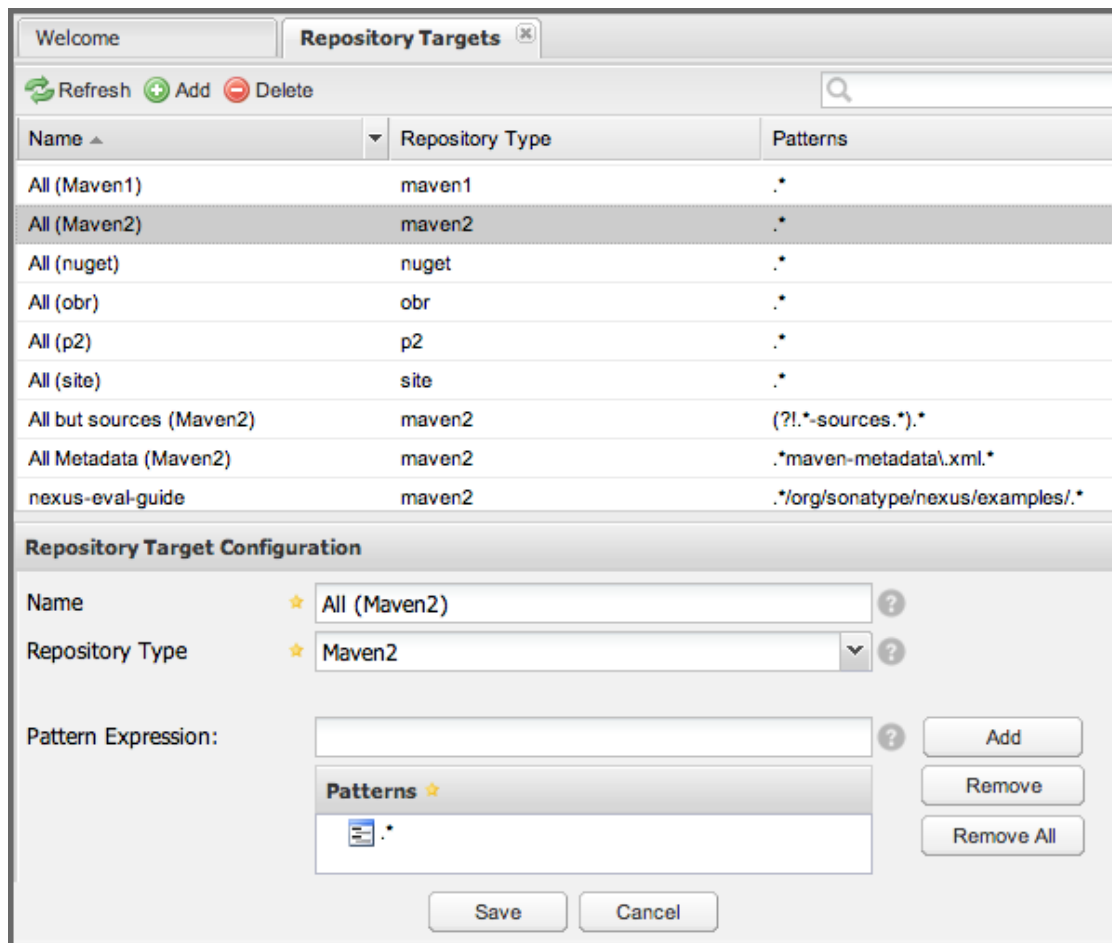 Welcome Repository Targets
Refresh Add Delete
Name Repository Type Patterns
All (Maven1) maven1 .*
All (Maven2) maven2 .*
All (nuget) nuget .*
All (obr) obr .*
All (p2) p2 .*
All (site) site .*
All but sources (Maven2) maven2 (?!.*-sources.*).*
All Metadata (Maven2) maven2 .*maven-metadata\.xml.*
nexus-eval-guide maven2 .*/org/sonatype/nexus/examples/.*
Repository Target Configuration
Name All (Maven2) ?
Repository Type Maven2 ?
Pattern Expression: ? Add
Patterns Remove
.* Remove All
Save Cancel